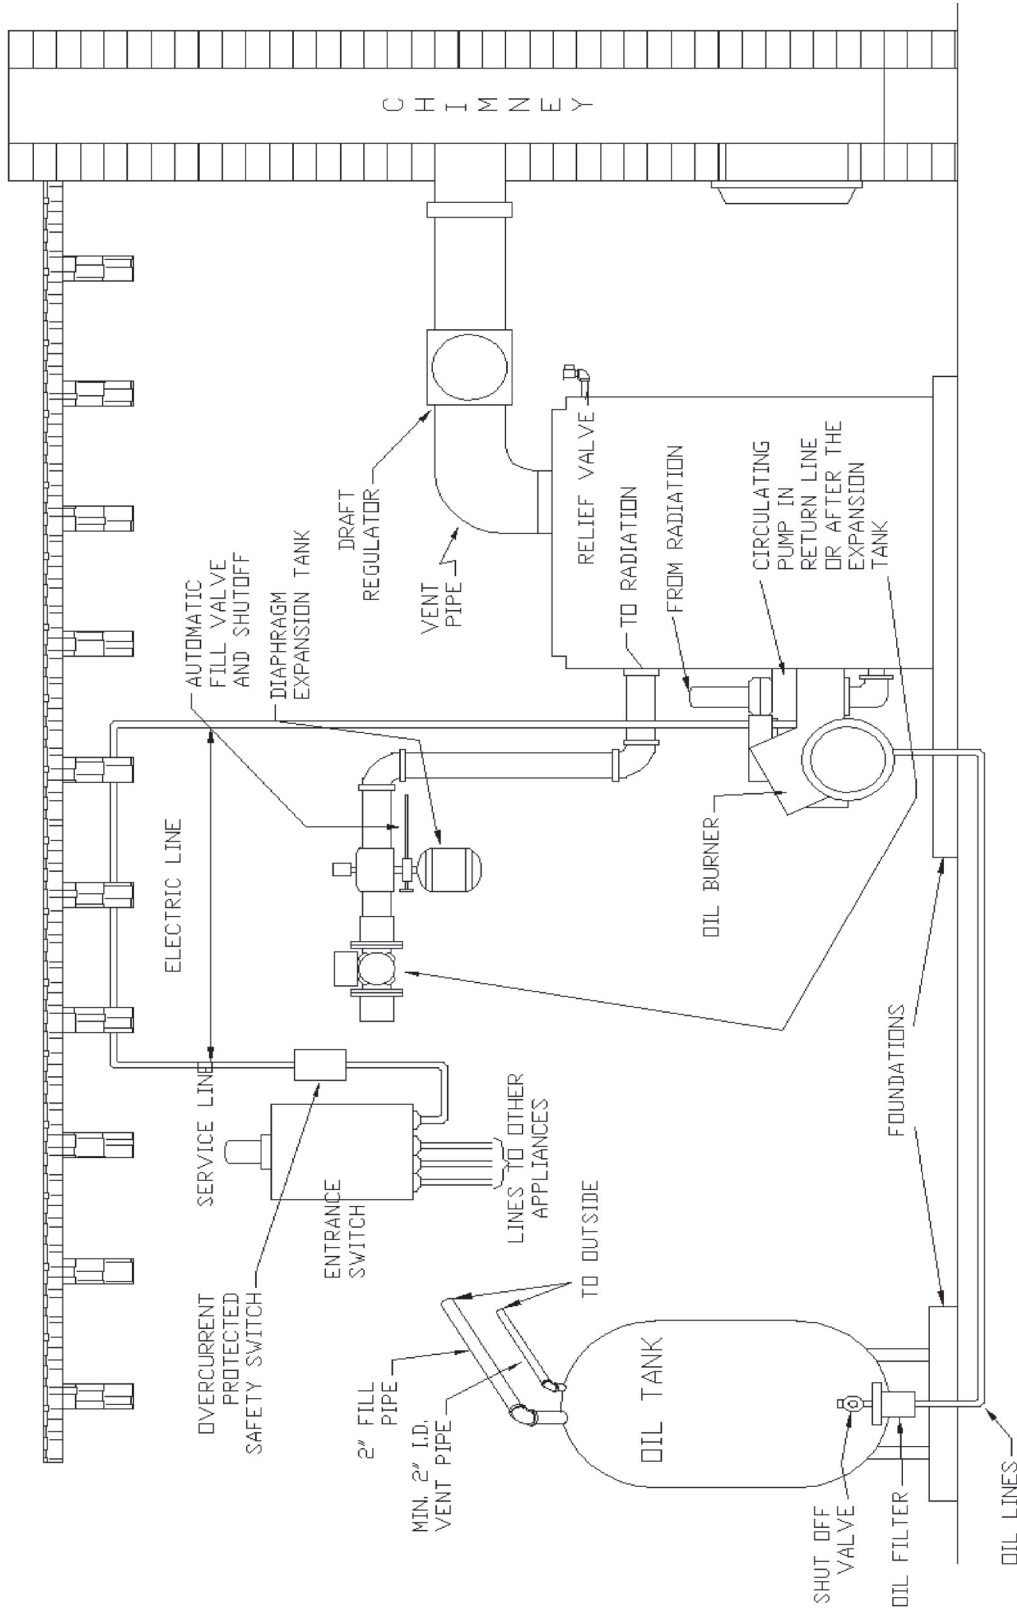 CHIMNEY
AUTOMATIC
FILL VALVE
AND SHUTOFF
DIAPHRAGM
EXPANSION TANK
DRAFT
REGULATOR
VENT
PIPE
RELIEF VALVE
TO RADIATION
FROM RADIATION
CIRCULATING
PUMP IN
RETURN LINE
OR AFTER THE
EXPANSION
TANK
ELECTRIC LINE
OIL BURNER
SERVICE LINE
ENTRANCE
SWITCH
LINES TO OTHER
APPLIANCES
TO OUTSIDE
FOUNDATIONS
OVERCURRENT
PROTECTED
SAFETY SWITCH
2" FILL
PIPE
MIN. 2" I.D.
VENT PIPE
OIL TANK
SHUT OFF
VALVE
OIL FILTER
OIL LINES